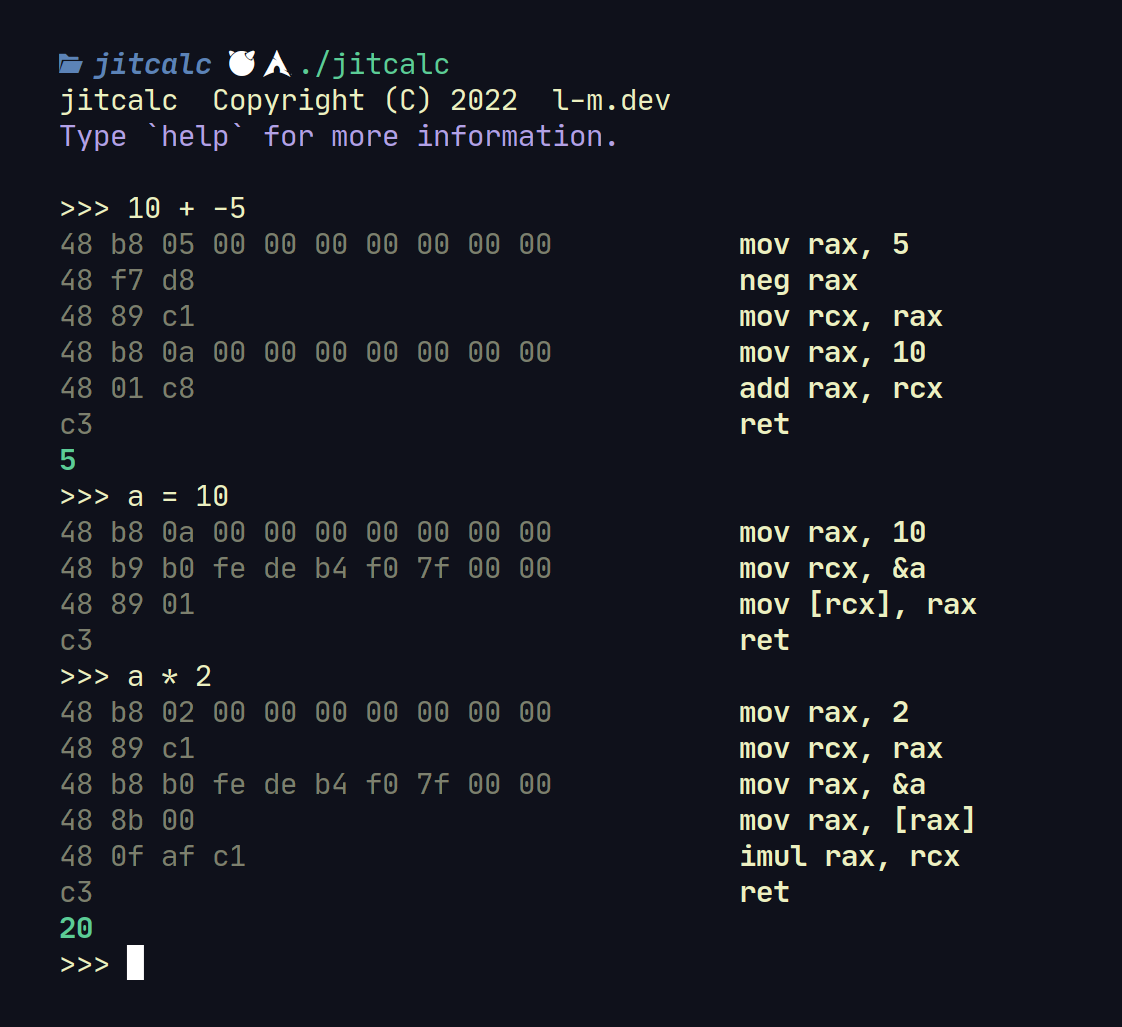 jitcalc ./jitcalc
jitcalc  Copyright (C) 2022  l-m.dev
Type `help` for more information.
>>> 10 + -5
48 b8 05 00 00 00 00 00 00 00 mov rax, 5
48 f7 d8 neg rax
48 89 c1 mov rcx, rax
48 b8 0a 00 00 00 00 00 00 00 mov rax, 10
48 01 c8 add rax, rcx
c3 ret
5
>>> a = 10
48 b8 0a 00 00 00 00 00 00 00 mov rax, 10
48 b9 b0 fe de b4 f0 7f 00 00 mov rcx, &a
48 89 01 mov [rcx], rax
c3 ret
>>> a * 2
48 b8 02 00 00 00 00 00 00 00 mov rax, 2
48 89 c1 mov rcx, rax
48 b8 b0 fe de b4 f0 7f 00 00 mov rax, &a
48 8b 00 mov rax, [rax]
48 0f af c1 imul rax, rcx
c3 ret
20
>>>